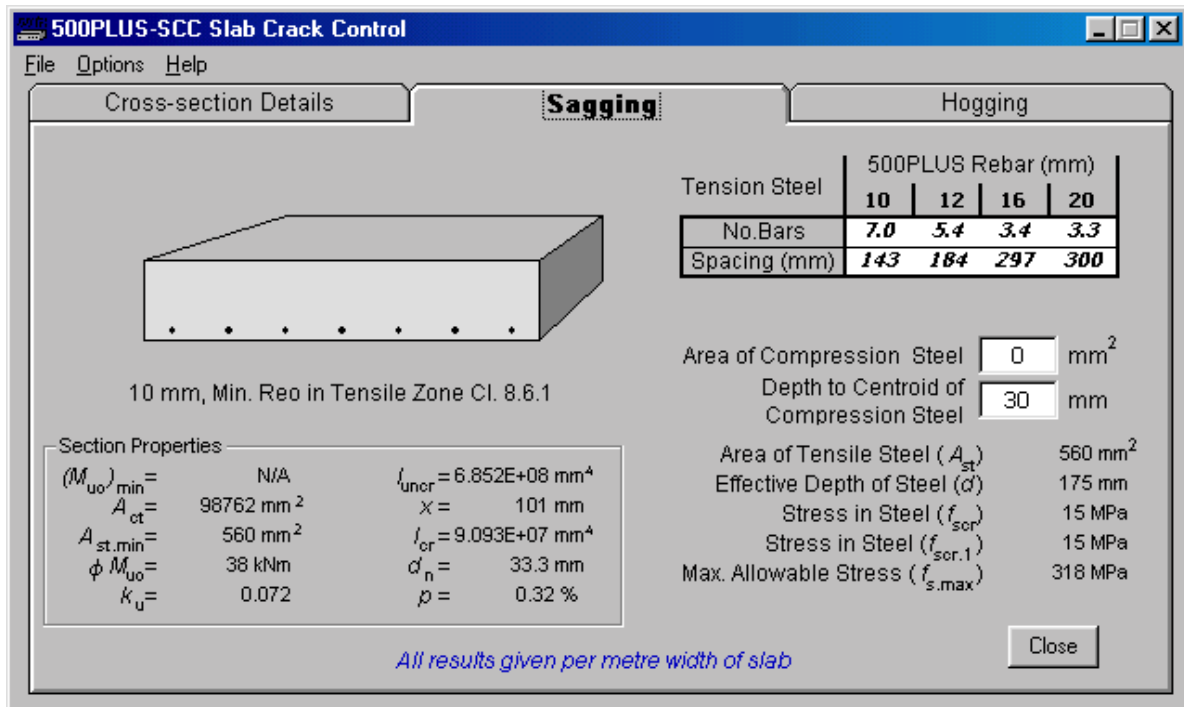 500PLUS-SCC Slab Crack Control
File Options Help
Cross-section Details Sagging Hogging
Tension Steel 500PLUS Rebar (mm)
10 12 16 20
No.Bars 7.0 5.4 3.4 3.3
Spacing (mm) 143 184 297 300
10 mm, Min. Reo in Tensile Zone Cl. 8.6.1
Area of Compression Steel 0 mm²
Depth to Centroid of
Compression Steel 30 mm
Section Properties
(Muo)min= N/A Iuncr= 6.852E+08 mm⁴
Act= 98762 mm² x = 101 mm
Ast.min= 560 mm² Icr= 9.093E+07 mm⁴
ϕ Muo= 38 kNm dn= 33.3 mm
ku= 0.072 p = 0.32 %
Area of Tensile Steel (Ast) 560 mm²
Effective Depth of Steel (d) 175 mm
Stress in Steel (fscr) 15 MPa
Stress in Steel (fscr.1) 15 MPa
Max. Allowable Stress (fs.max) 318 MPa
All results given per metre width of slab
Close